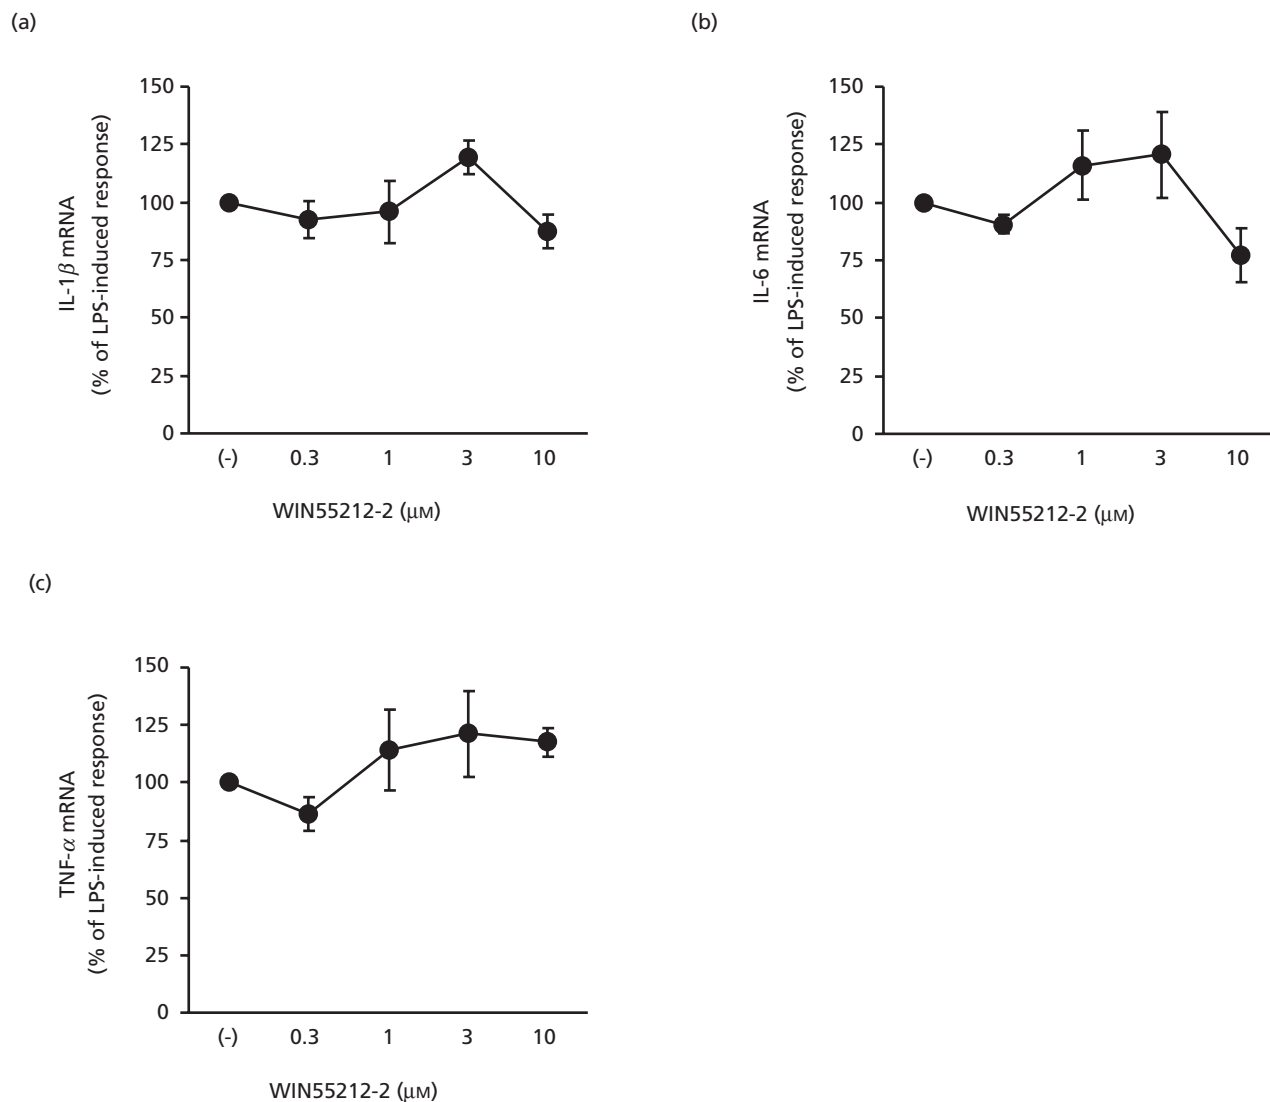 (a)
IL-1β mRNA
(% of LPS-induced response)
150
125
100
75
50
25
0
(-) 0.3 1 3 10
WIN55212-2 (μM)
(b)
IL-6 mRNA
(% of LPS-induced response)
150
125
100
75
50
25
0
(-) 0.3 1 3 10
WIN55212-2 (μM)
(c)
TNF-α mRNA
(% of LPS-induced response)
150
125
100
75
50
25
0
(-) 0.3 1 3 10
WIN55212-2 (μM)